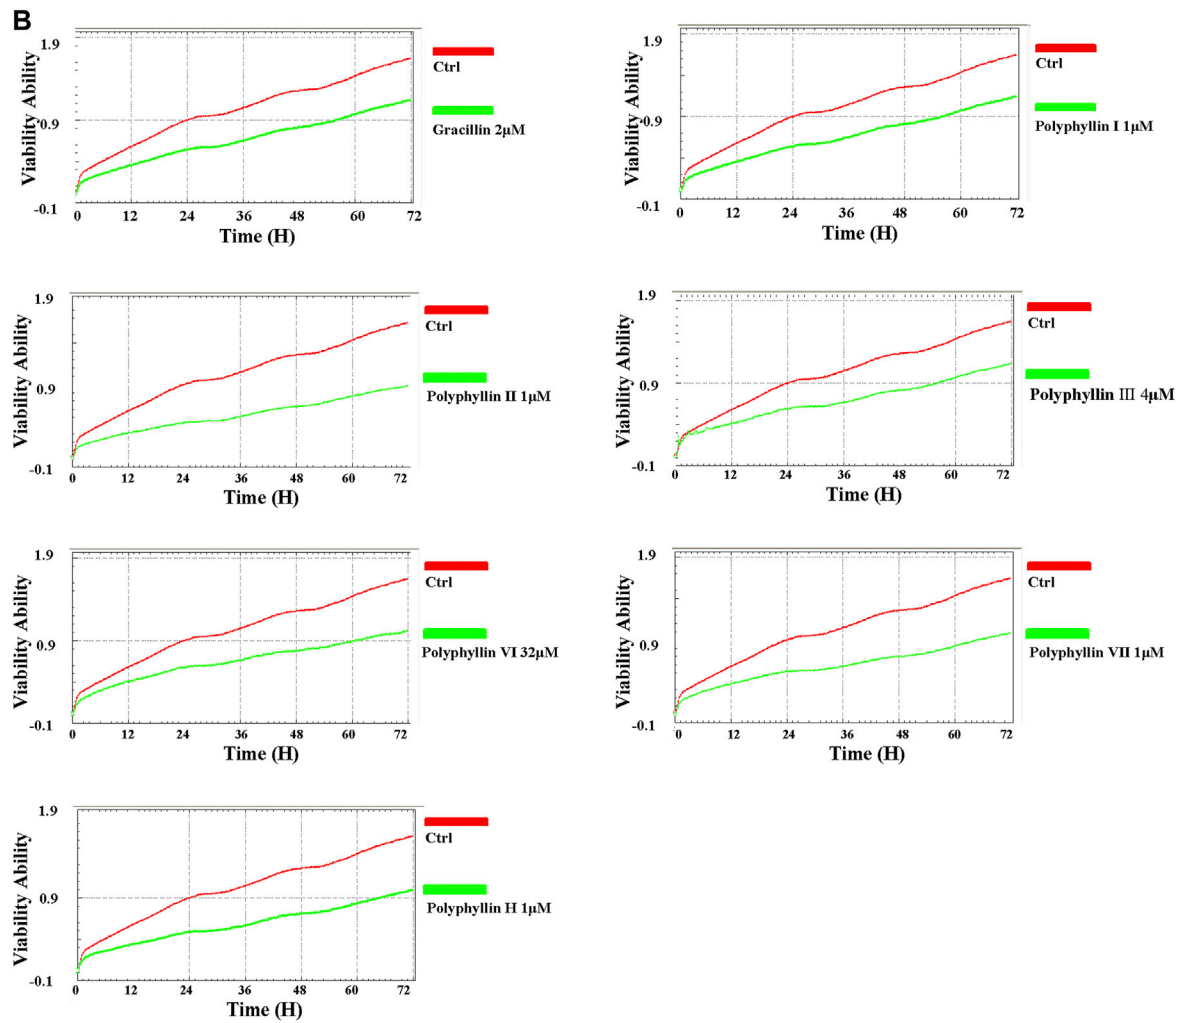 B
1.9
0.9
-0.1
Viability Ability
0 12 24 36 48 60 72
Time (H)
Ctrl
Gracillin 2μM
1.9
0.9
-0.1
Viability Ability
0 12 24 36 48 60 72
Time (H)
Ctrl
Polyphyllin I 1μM
1.9
0.9
-0.1
Viability Ability
0 12 24 36 48 60 72
Time (H)
Ctrl
Polyphyllin II 1μM
1.9
0.9
-0.1
Viability Ability
0 12 24 36 48 60 72
Time (H)
Ctrl
Polyphyllin III 4μM
1.9
0.9
-0.1
Viability Ability
0 12 24 36 48 60 72
Time (H)
Ctrl
Polyphyllin VI 32μM
1.9
0.9
-0.1
Viability Ability
0 12 24 36 48 60 72
Time (H)
Ctrl
Polyphyllin VII 1μM
1.9
0.9
-0.1
Viability Ability
0 12 24 36 48 60 72
Time (H)
Ctrl
Polyphyllin H 1μM